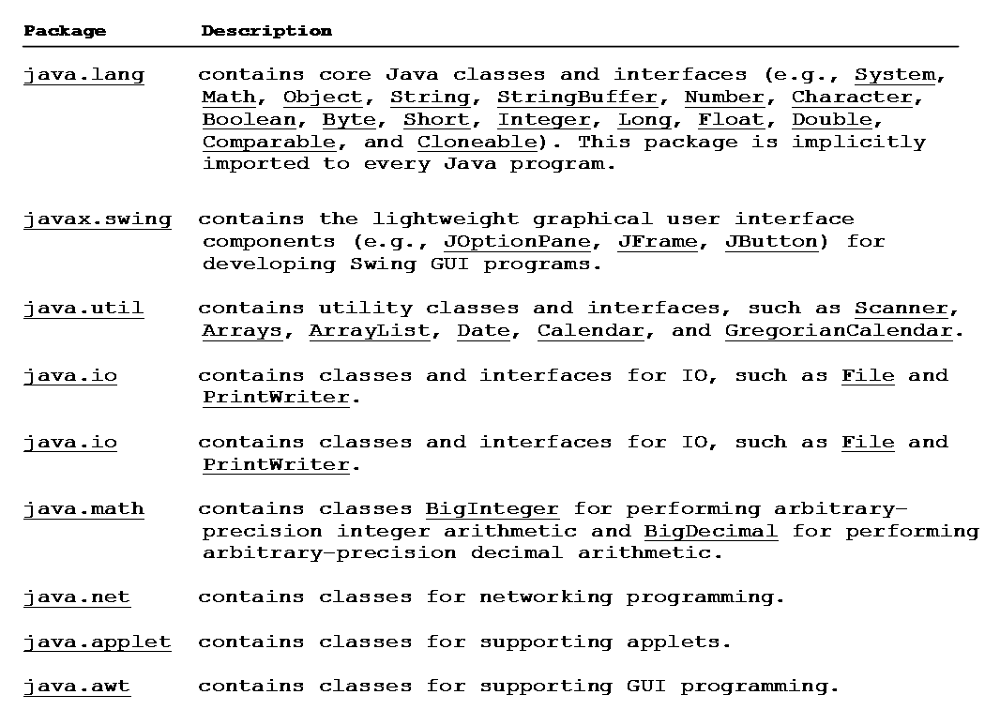 Package Description
java.lang contains core Java classes and interfaces (e.g., System,
Math, Object, String, StringBuffer, Number, Character,
Boolean, Byte, Short, Integer, Long, Float, Double,
Comparable, and Cloneable). This package is implicitly
imported to every Java program.
javax.swing contains the lightweight graphical user interface
components (e.g., JOptionPane, JFrame, JButton) for
developing Swing GUI programs.
java.util contains utility classes and interfaces, such as Scanner,
Arrays, ArrayList, Date, Calendar, and GregorianCalendar.
java.io contains classes and interfaces for IO, such as File and
PrintWriter.
java.io contains classes and interfaces for IO, such as File and
PrintWriter.
java.math contains classes BigInteger for performing arbitrary-
precision integer arithmetic and BigDecimal for performing
arbitrary-precision decimal arithmetic.
java.net contains classes for networking programming.
java.applet contains classes for supporting applets.
java.awt contains classes for supporting GUI programming.